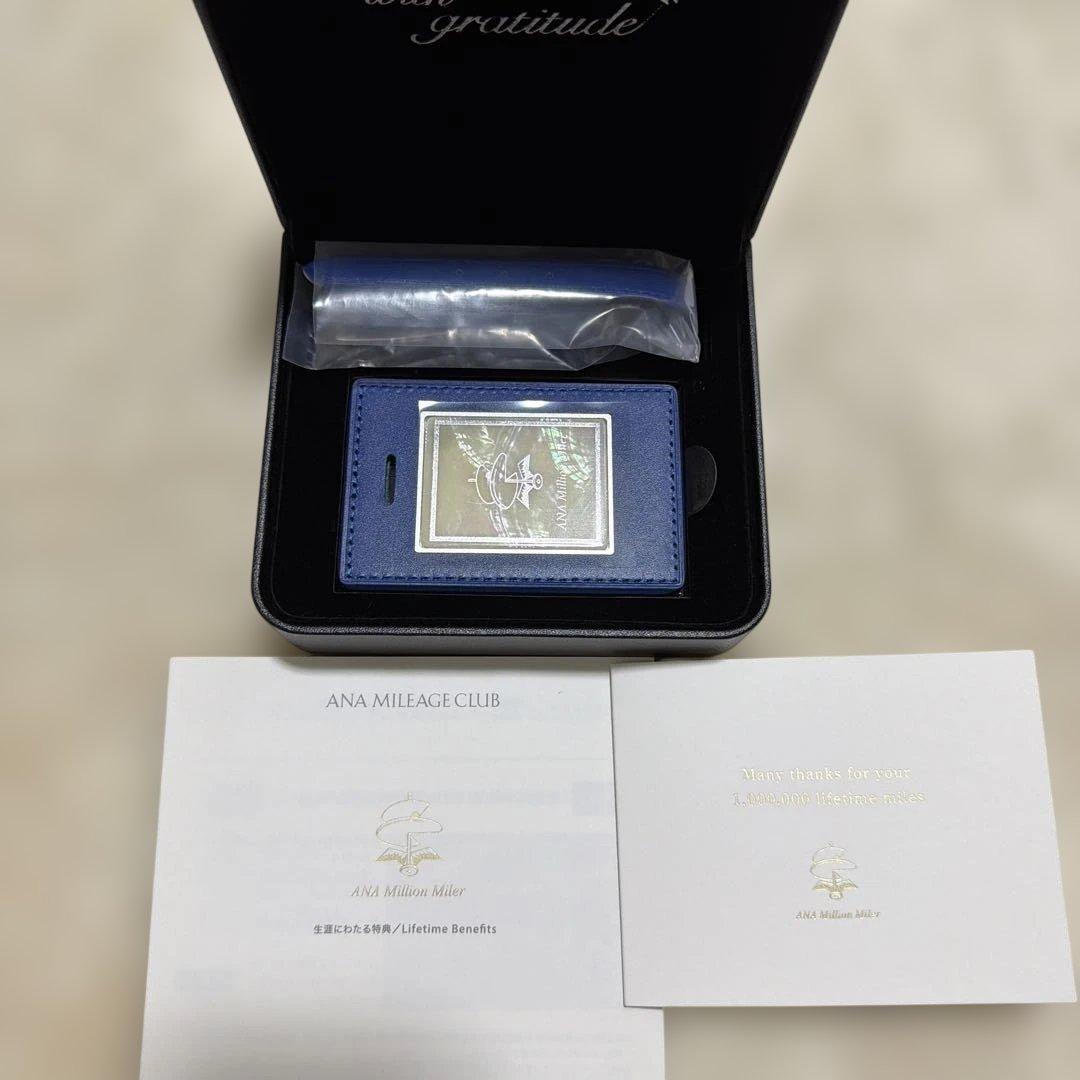 with
gratitude
ANA Million Miler
ANA MILEAGE CLUB
ANA Million Miler
生涯にわたる特典／Lifetime Benefits
Many thanks for your
1,000,000 lifetime miles
ANA Million Miler